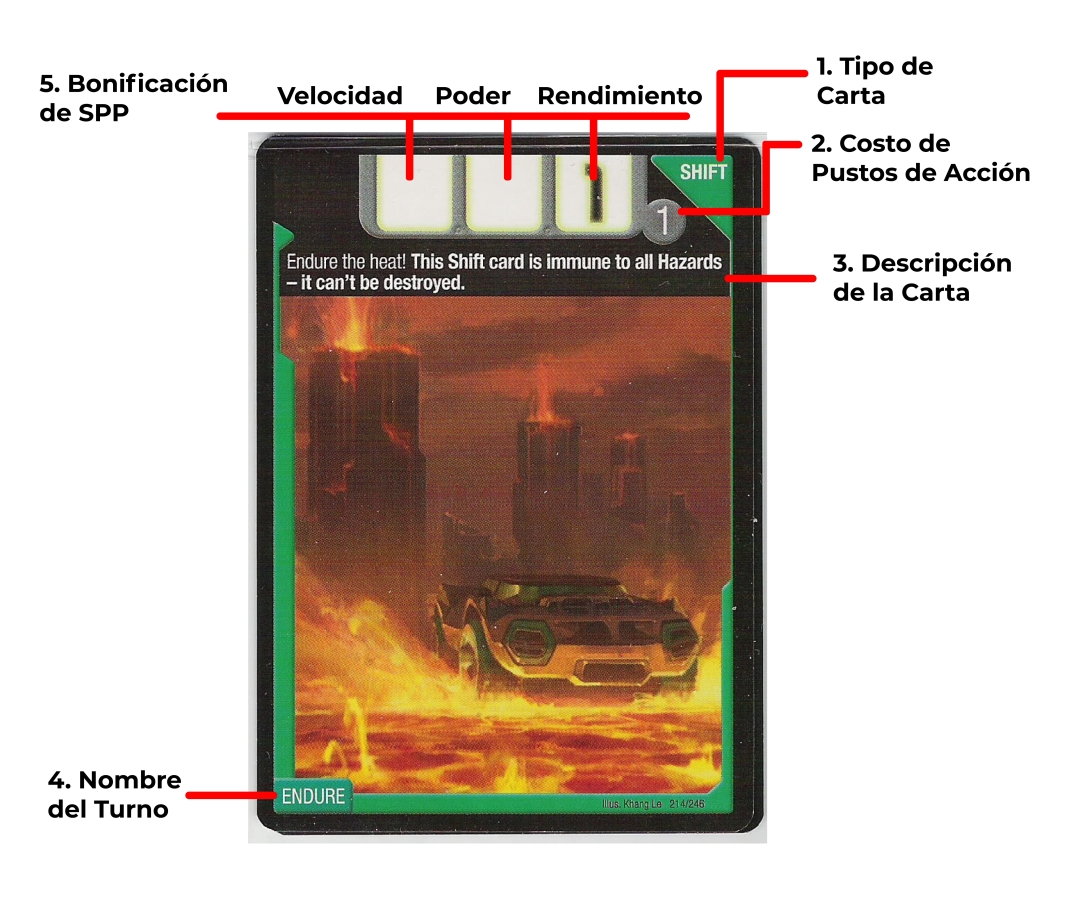 5. Bonificación
de SPP
Velocidad
Poder
Rendimiento
1. Tipo de
Carta
2. Costo de
Pustos de Acción
SHIFT
1
1
Endure the heat! This Shift card is immune to all Hazards
– it can't be destroyed.
3. Descripción
de la Carta
4. Nombre
del Turno
ENDURE
Illus. Khang Le 214/246